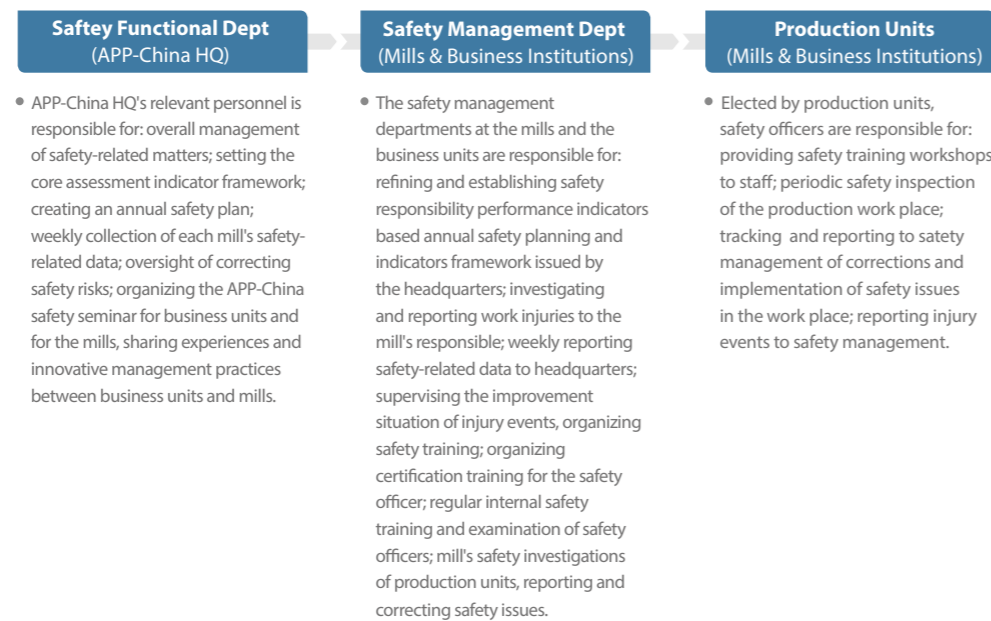 Saftey Functional Dept
(APP-China HQ)
• APP-China HQ's relevant personnel is
responsible for: overall management
of safety-related matters; setting the
core assessment indicator framework;
creating an annual safety plan;
weekly collection of each mill's safety-
related data; oversight of correcting
safety risks; organizing the APP-China
safety seminar for business units and
for the mills, sharing experiences and
innovative management practices
between business units and mills.
Safety Management Dept
(Mills & Business Institutions)
• The safety management
departments at the mills and the
business units are responsible for:
refining and establishing safety
responsibility performance indicators
based annual safety planning and
indicators framework issued by
the headquarters; investigating
and reporting work injuries to the
mill's responsible; weekly reporting
safety-related data to headquarters;
supervising the improvement
situation of injury events, organizing
safety training; organizing
certification training for the safety
officer; regular internal safety
training and examination of safety
officers; mill's safety investigations
of production units, reporting and
correcting safety issues.
Production Units
(Mills & Business Institutions)
• Elected by production units,
safety officers are responsible for:
providing safety training workshops
to staff; periodic safety inspection
of the production work place;
tracking and reporting to satety
management of corrections and
implementation of safety issues
in the work place; reporting injury
events to safety management.